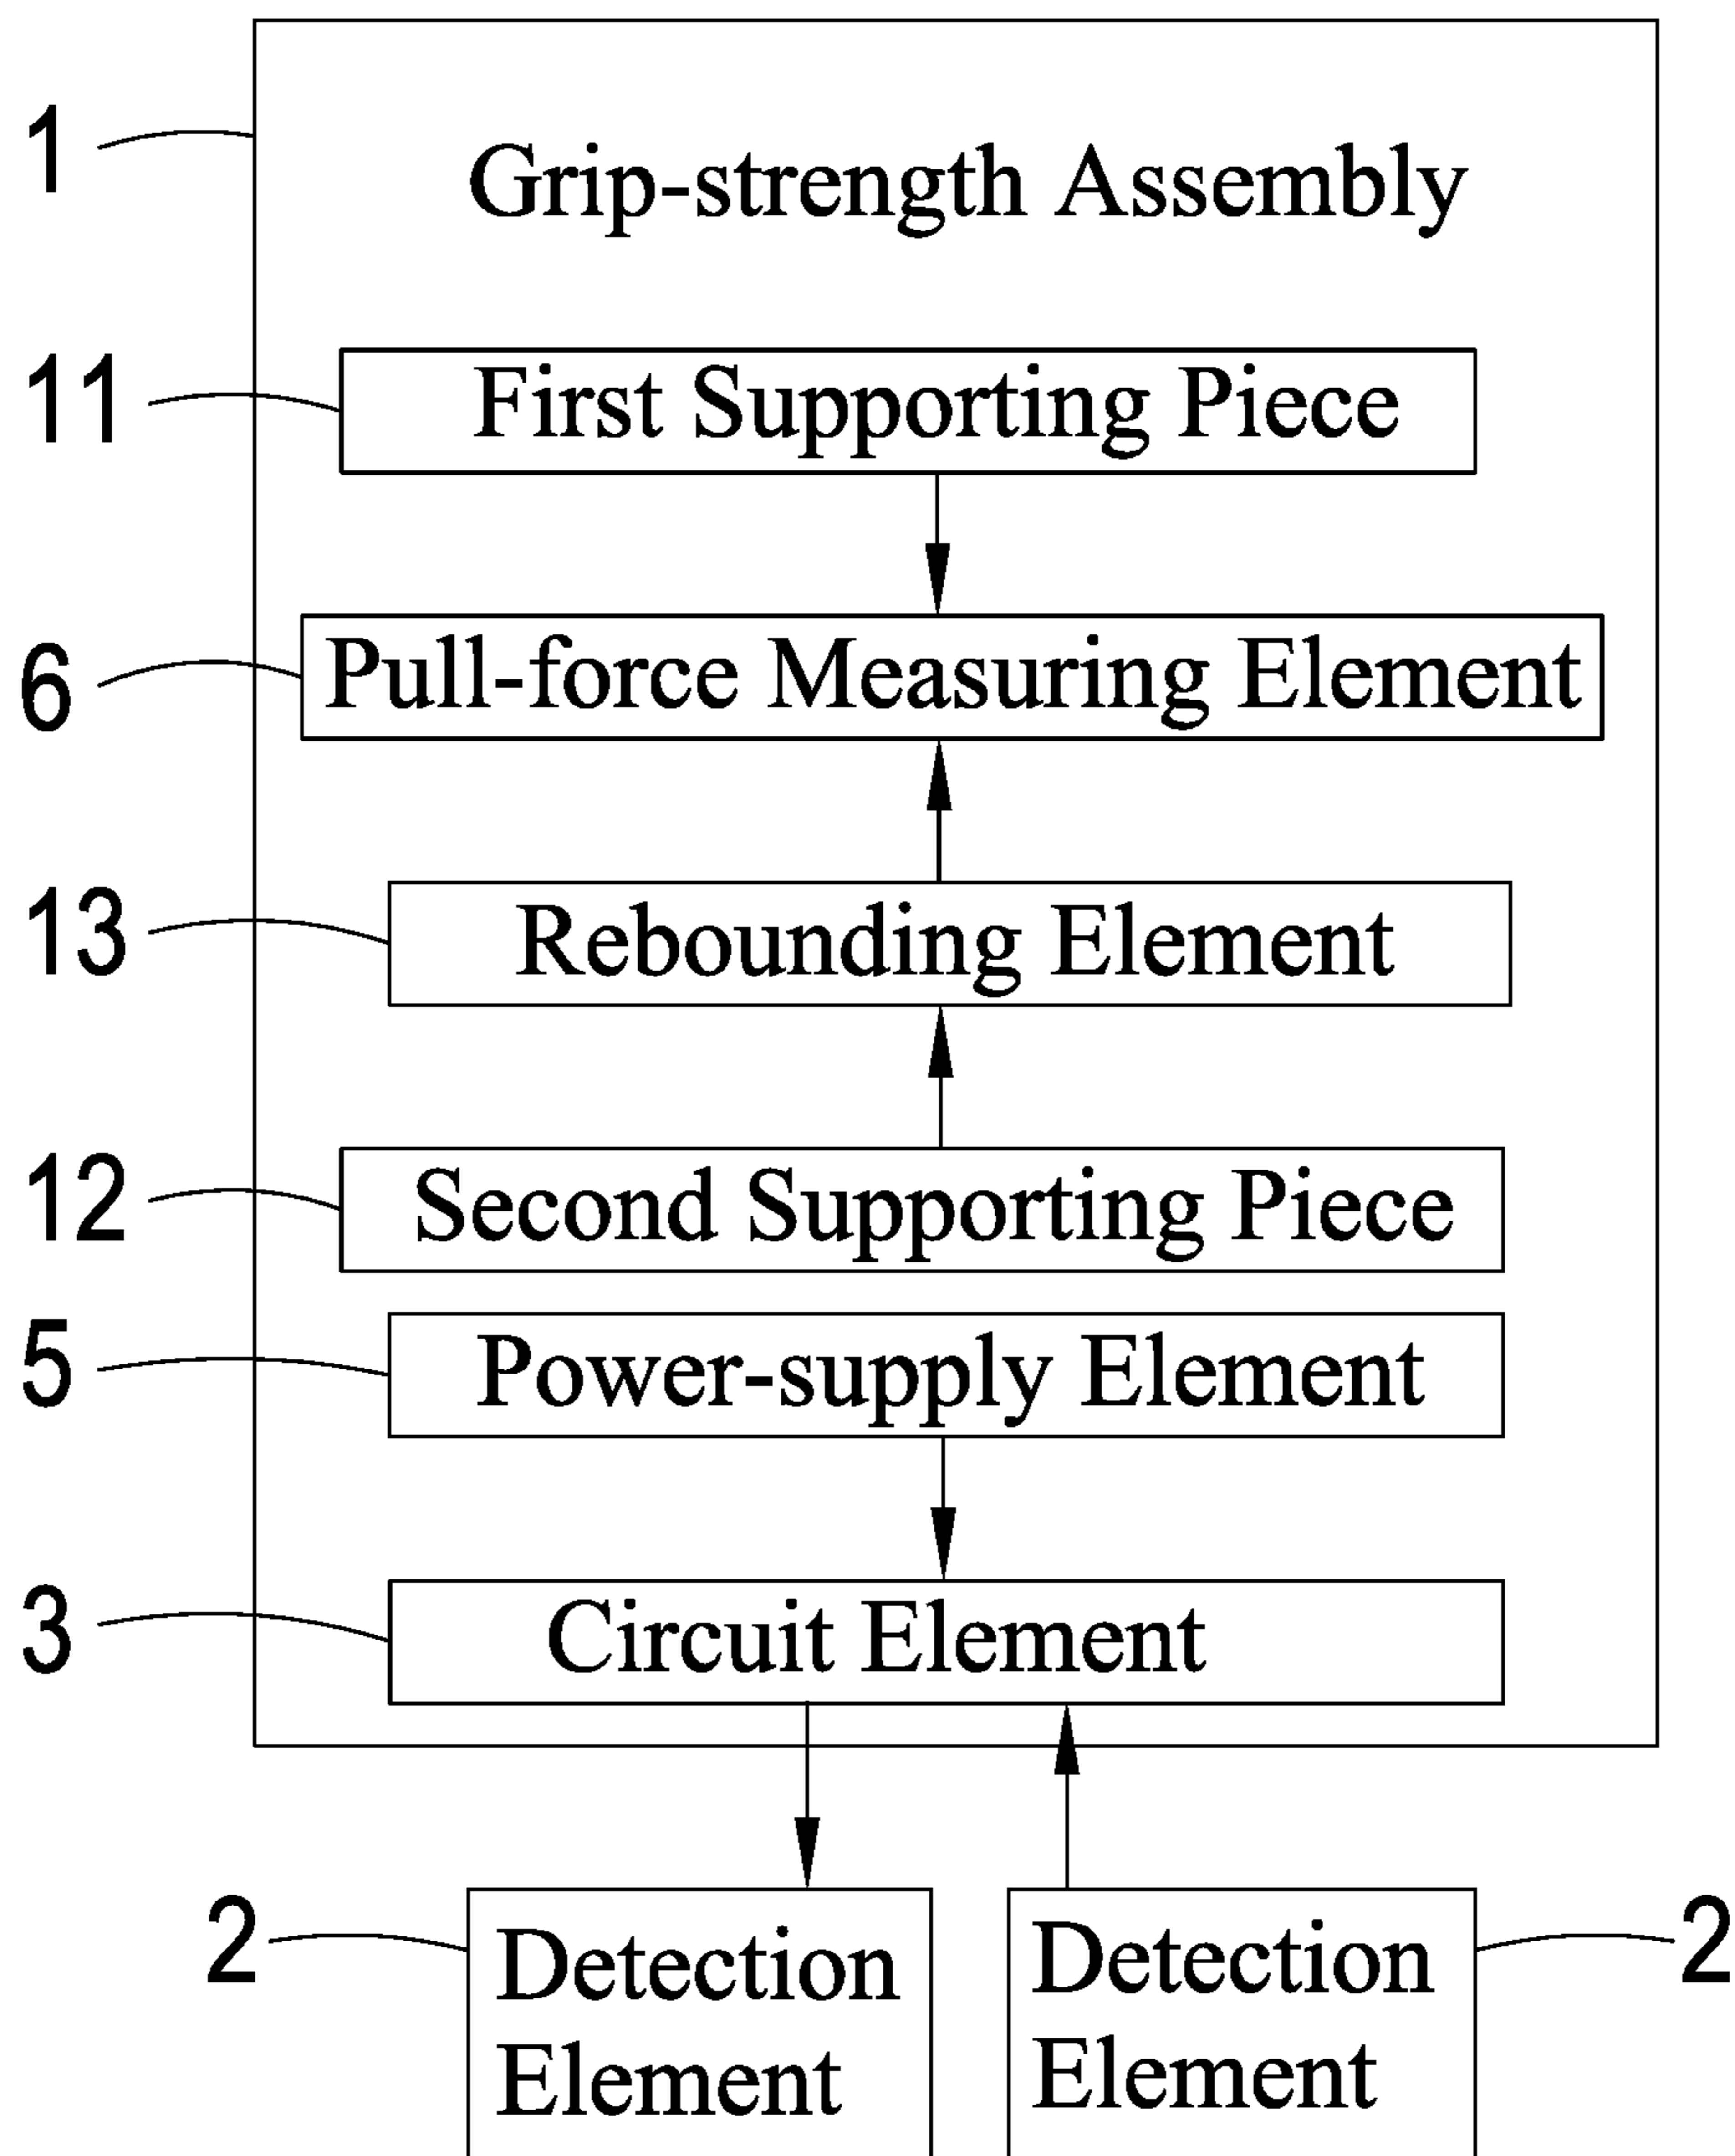 1
Grip-strength Assembly
11
First Supporting Piece
6
Pull-force Measuring Element
13
Rebounding Element
12
Second Supporting Piece
5
Power-supply Element
3
Circuit Element
2
Detection
Element
Detection
Element
2